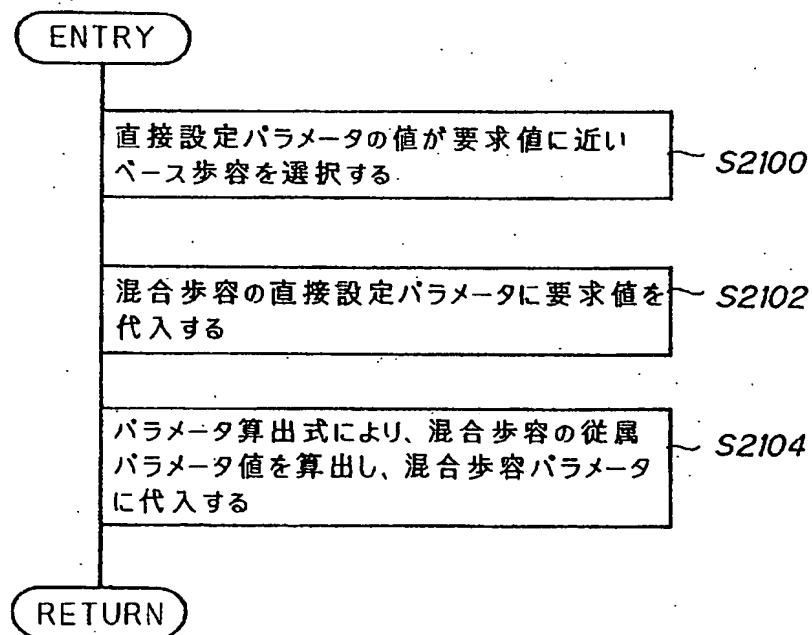 ENTRY
直接設定パラメータの値が要求値に近い
ベース歩容を選択する
S2100
混合歩容の直接設定パラメータに要求値を
代入する
S2102
パラメータ算出式により、混合歩容の従属
パラメータ値を算出し、混合歩容パラメータ
に代入する
S2104
RETURN